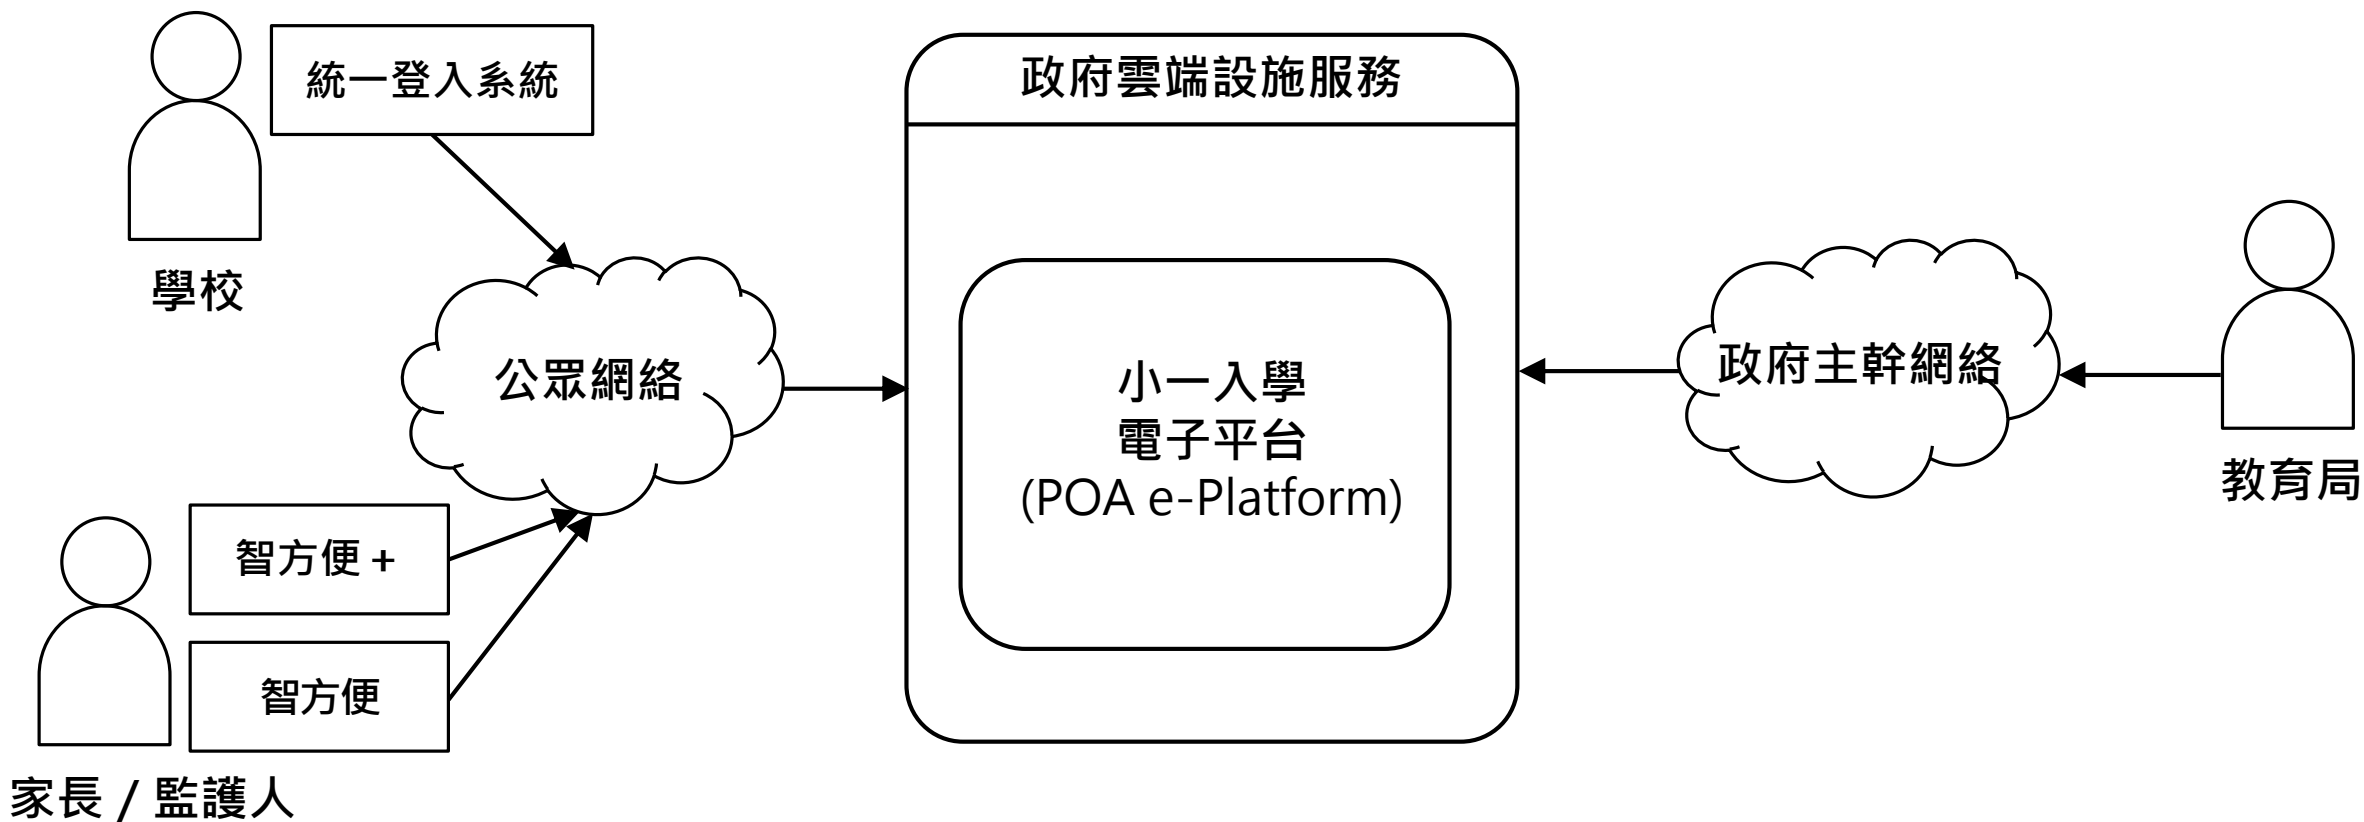 統一登入系統
學校
公眾網絡
智方便 +
智方便
家長 / 監護人
政府雲端設施服務
小一入學
電子平台
(POA e-Platform)
政府主幹網絡
教育局